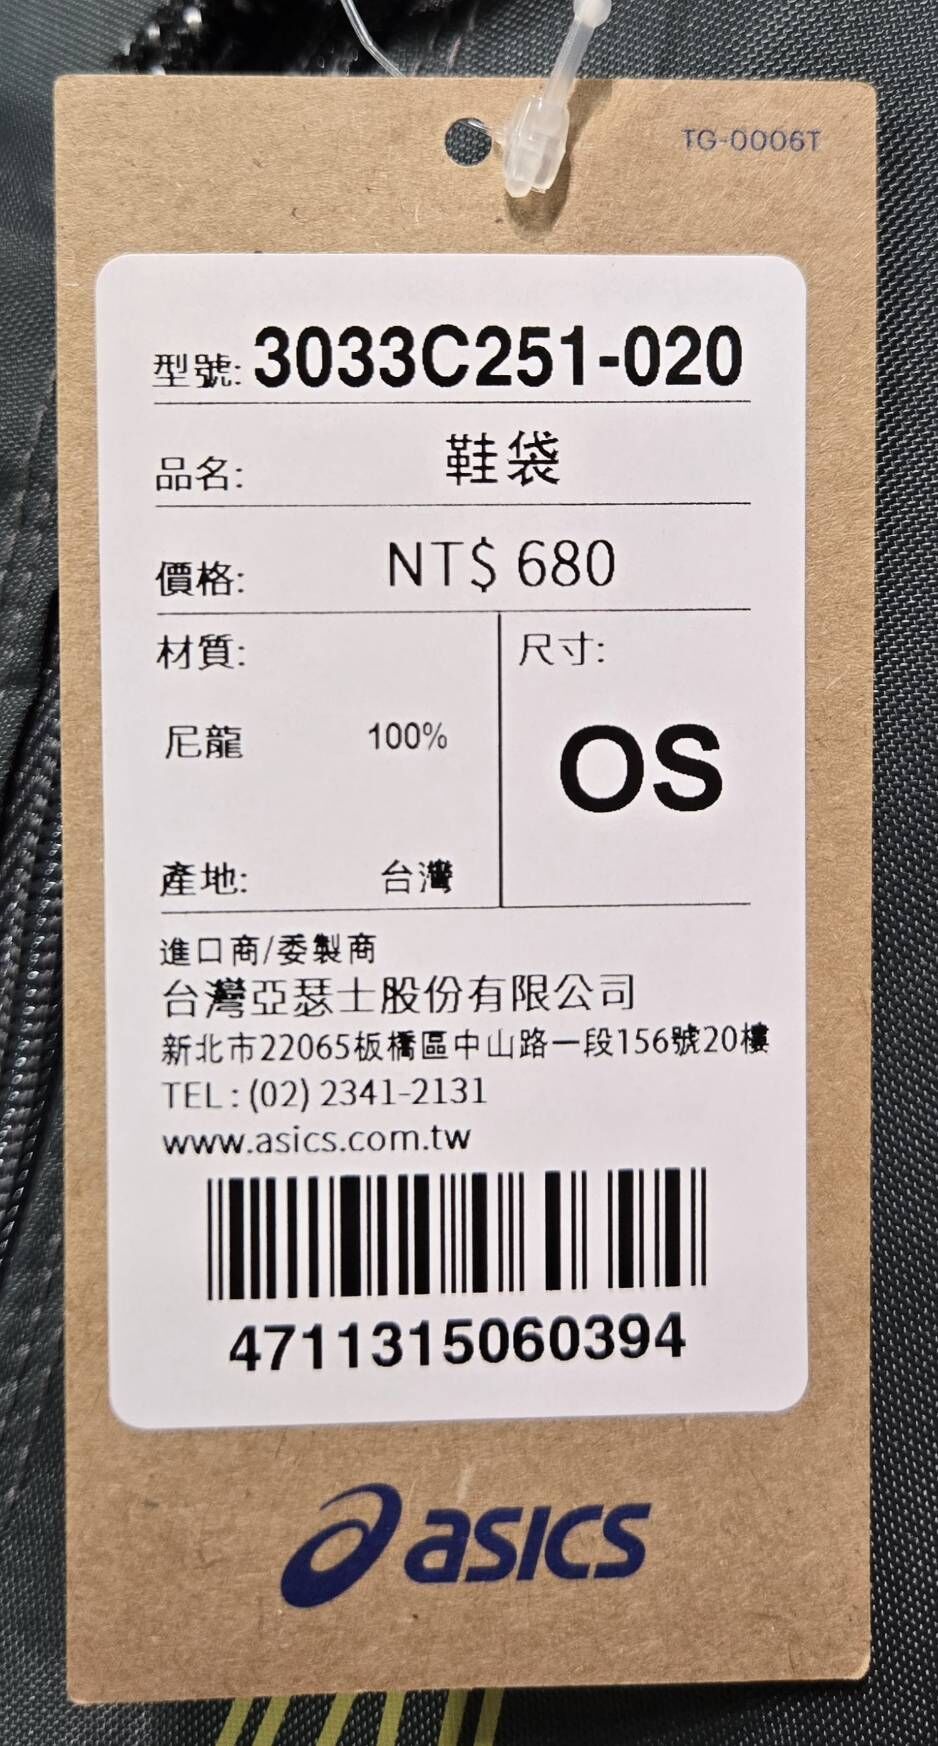 TG-0006T
型號: 3033C251-020
品名: 鞋袋
價格: NT$ 680
材質: 尺寸:
尼龍 100% OS
產地: 台灣
進口商/委製商
台灣亞瑟士股份有限公司
新北市22065板橋區中山路一段156號20樓
TEL : (02) 2341-2131
www.asics.com.tw
4711315060394
asics